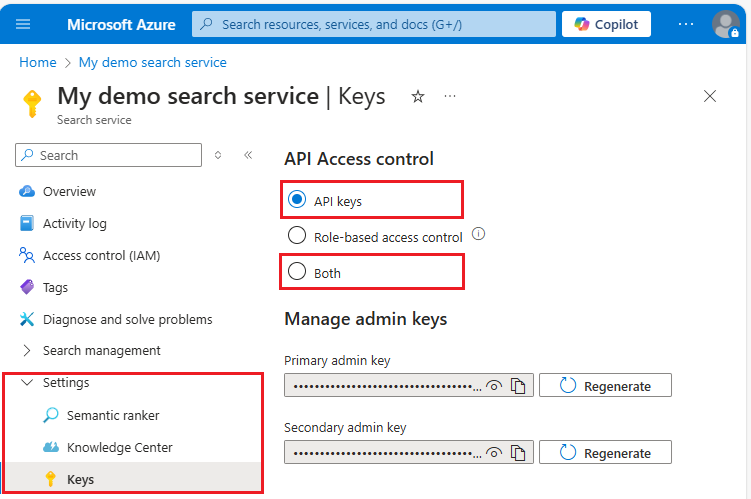 Microsoft Azure
Search resources, services, and docs (G+/)
Copilot
...
Home > My demo search service
My demo search service | Keys
...
Search service
Search
Overview
Activity log
Access control (IAM)
Tags
Diagnose and solve problems
Search management
Settings
Semantic ranker
Knowledge Center
Keys
API Access control
API keys
Role-based access control
Both
Manage admin keys
Primary admin key
••••••••••••••••••••••••••••••••••... Regenerate
Secondary admin key
••••••••••••••••••••••••••••••••••... Regenerate